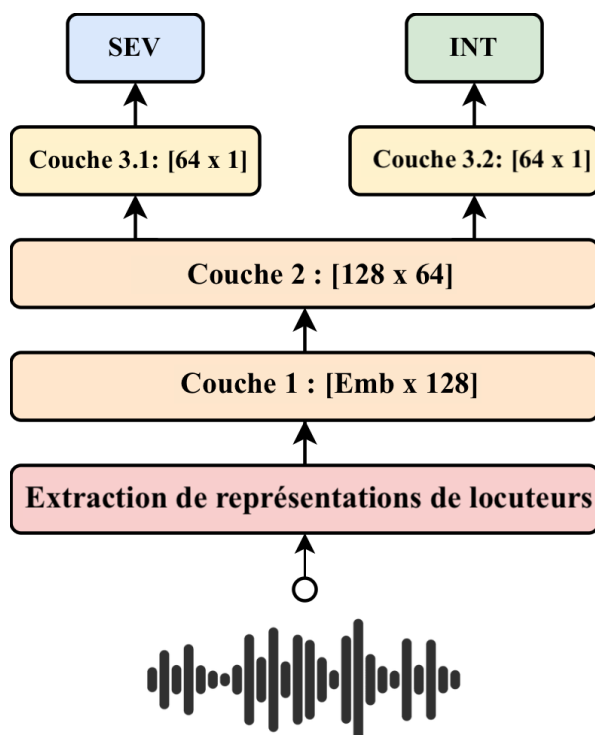 SEV
INT
Couche 3.1: [64 x 1]
Couche 3.2: [64 x 1]
Couche 2 : [128 x 64]
Couche 1 : [Emb x 128]
Extraction de représentations de locuteurs